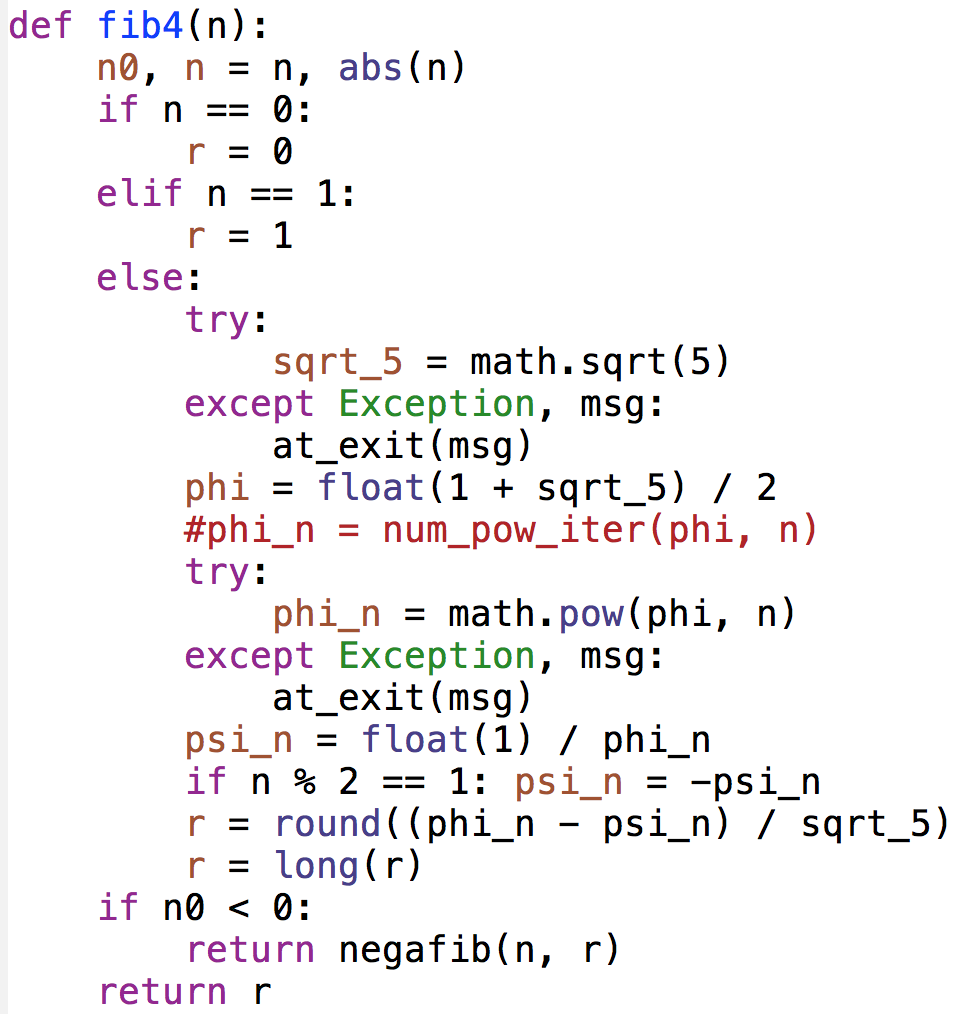 def fib4(n):
    n0, n = n, abs(n)
    if n == 0:
        r = 0
    elif n == 1:
        r = 1
    else:
        try:
            sqrt_5 = math.sqrt(5)
        except Exception, msg:
            at_exit(msg)
        phi = float(1 + sqrt_5) / 2
        #phi_n = num_pow_iter(phi, n)
        try:
            phi_n = math.pow(phi, n)
        except Exception, msg:
            at_exit(msg)
        psi_n = float(1) / phi_n
        if n % 2 == 1: psi_n = -psi_n
        r = round((phi_n - psi_n) / sqrt_5)
        r = long(r)
    if n0 < 0:
        return negafib(n, r)
    return r